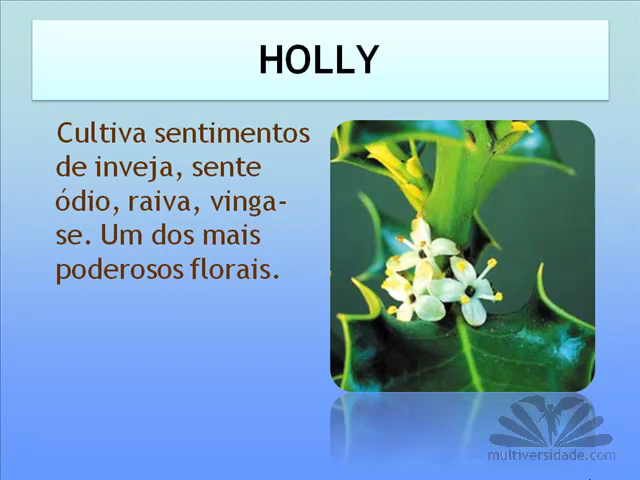 HOLLY
Cultiva sentimentos
de inveja, sente
ódio, raiva, vinga-
se. Um dos mais
poderosos florais.
multiversidade.com